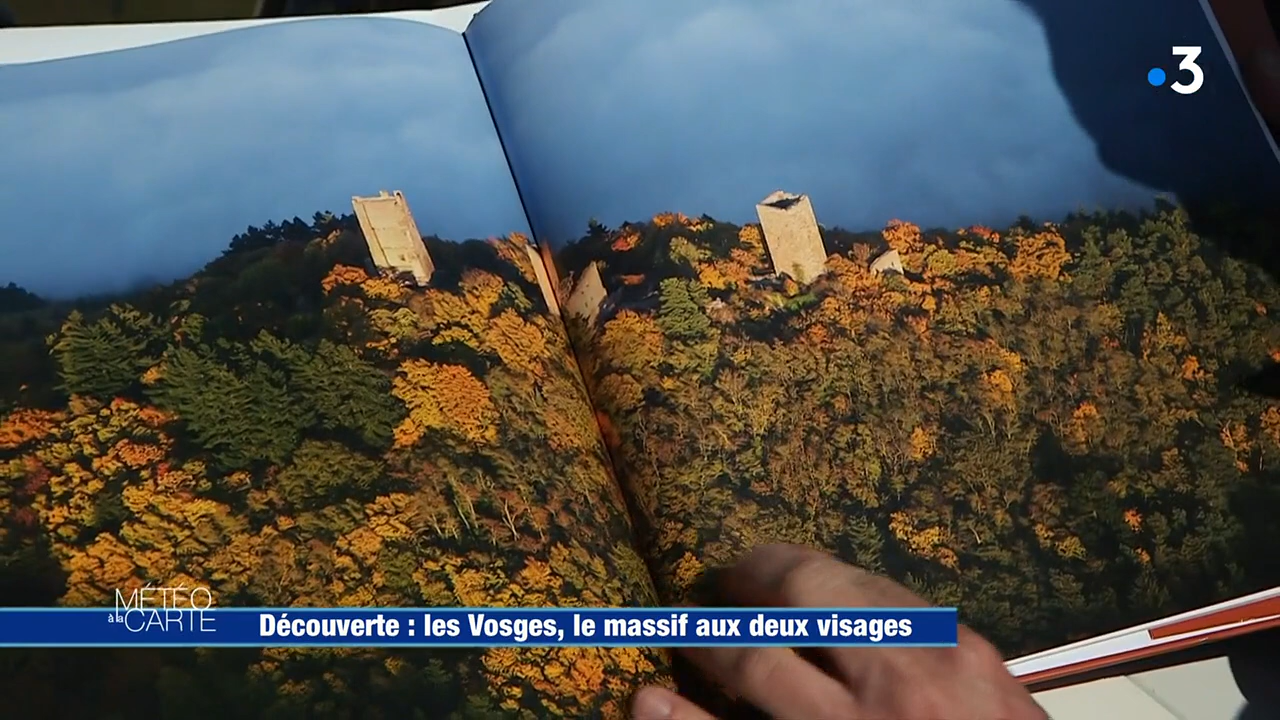 3
MÉTÉO
à la CARTE
Découverte : les Vosges, le massif aux deux visages